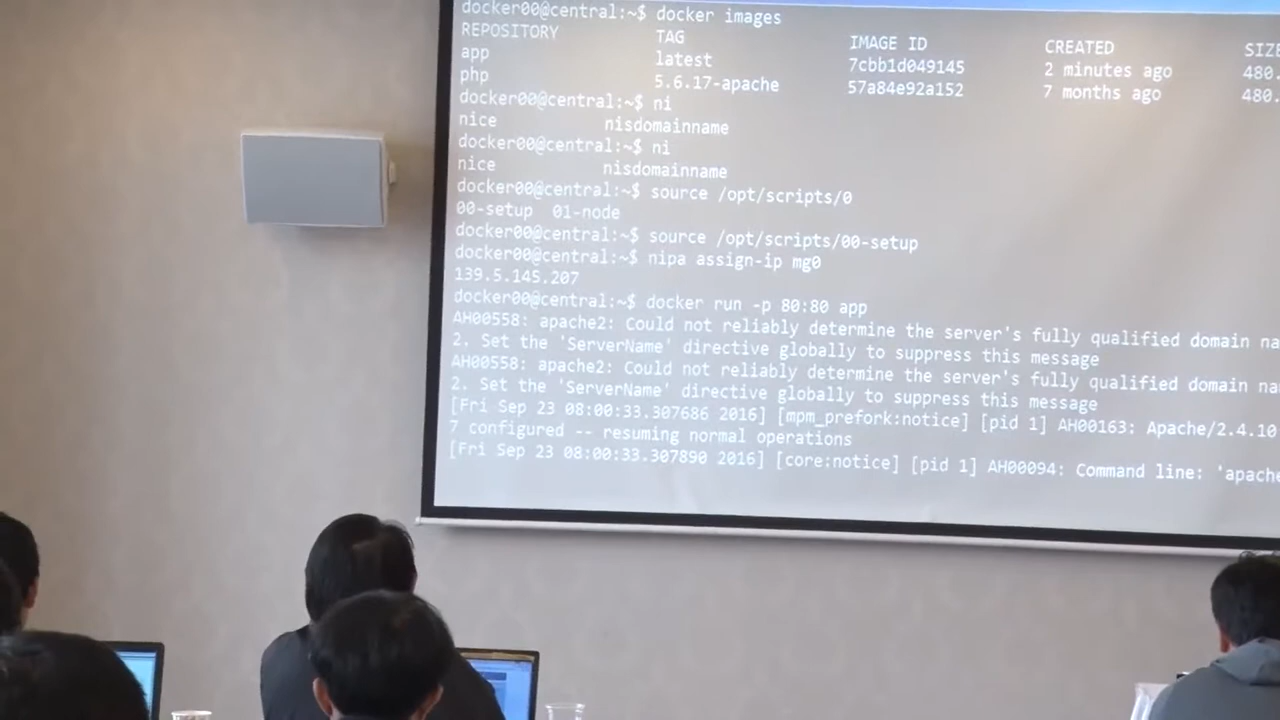 docker00@central:~$ docker images
REPOSITORY TAG IMAGE ID CREATED SIZE
app latest 7cbb1d049145 2 minutes ago 480.
php 5.6.17-apache 57a84e92a152 7 months ago 480.
docker00@central:~$ ni
nice nisdomainname
docker00@central:~$ ni
nice nisdomainname
docker00@central:~$ source /opt/scripts/0
00-setup 01-node
docker00@central:~$ source /opt/scripts/00-setup
docker00@central:~$ nipa assign-ip mg0
139.5.145.207
docker00@central:~$ docker run -p 80:80 app
AH00558: apache2: Could not reliably determine the server's fully qualified domain na
2. Set the 'ServerName' directive globally to suppress this message
AH00558: apache2: Could not reliably determine the server's fully qualified domain na
2. Set the 'ServerName' directive globally to suppress this message
[Fri Sep 23 08:00:33.307686 2016] [mpm_prefork:notice] [pid 1] AH00163: Apache/2.4.10
7 configured -- resuming normal operations
[Fri Sep 23 08:00:33.307890 2016] [core:notice] [pid 1] AH00094: Command line: 'apache